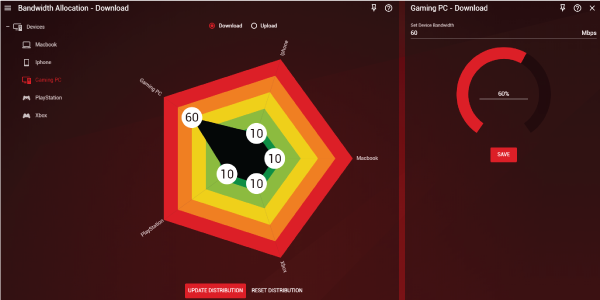 Bandwidth Allocation - Download
Devices
Macbook
Iphone
Gaming PC
PlayStation
Xbox
Download
Upload
Iphone
Gaming PC
Macbook
PlayStation
Xbox
60
10
10
10
10
UPDATE DISTRIBUTION
RESET DISTRIBUTION
Gaming PC - Download
Set Device Bandwidth
60 Mbps
60%
SAVE